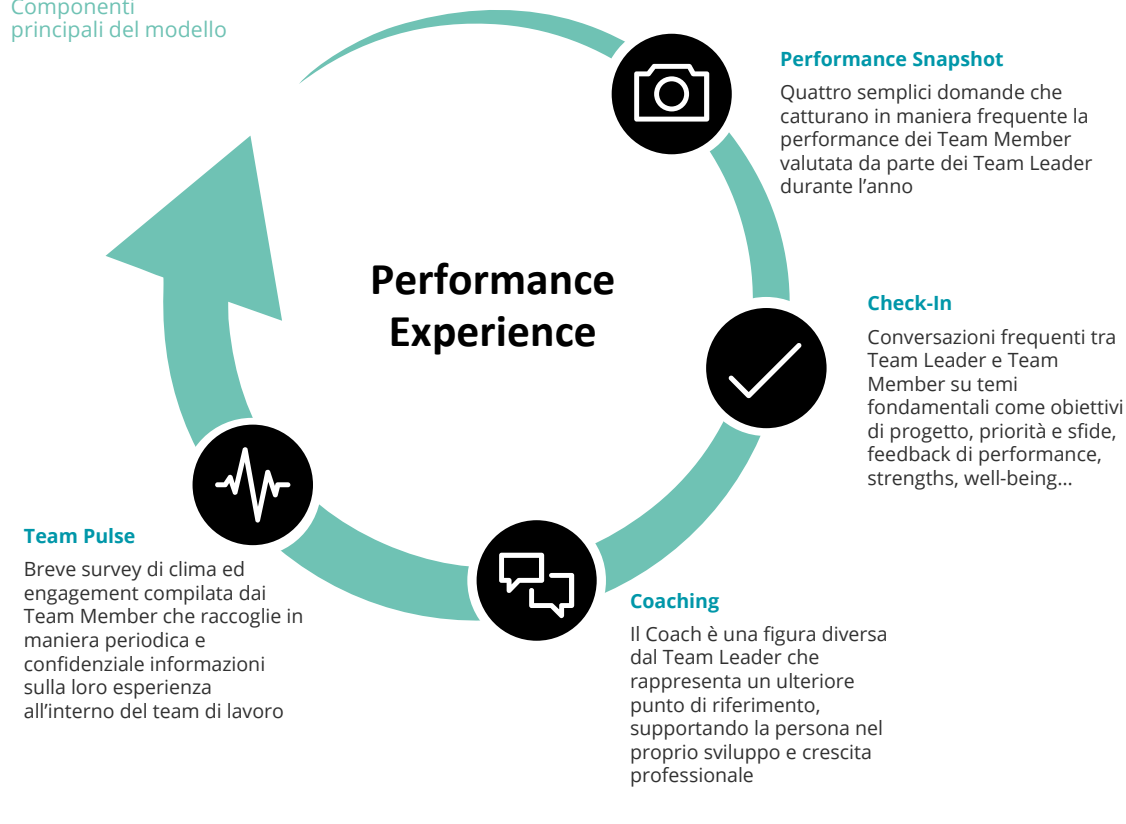 Componenti
principali del modello
Performance Snapshot
Quattro semplici domande che
catturano in maniera frequente la
performance dei Team Member
valutata da parte dei Team Leader
durante l’anno
Performance
Experience
Check-In
Conversazioni frequenti tra
Team Leader e Team
Member su temi
fondamentali come obiettivi
di progetto, priorità e sfide,
feedback di performance,
strengths, well-being…
Coaching
Il Coach è una figura diversa
dal Team Leader che
rappresenta un ulteriore
punto di riferimento,
supportando la persona nel
proprio sviluppo e crescita
professionale
Team Pulse
Breve survey di clima ed
engagement compilata dai
Team Member che raccoglie in
maniera periodica e
confidenziale informazioni
sulla loro esperienza
all’interno del team di lavoro